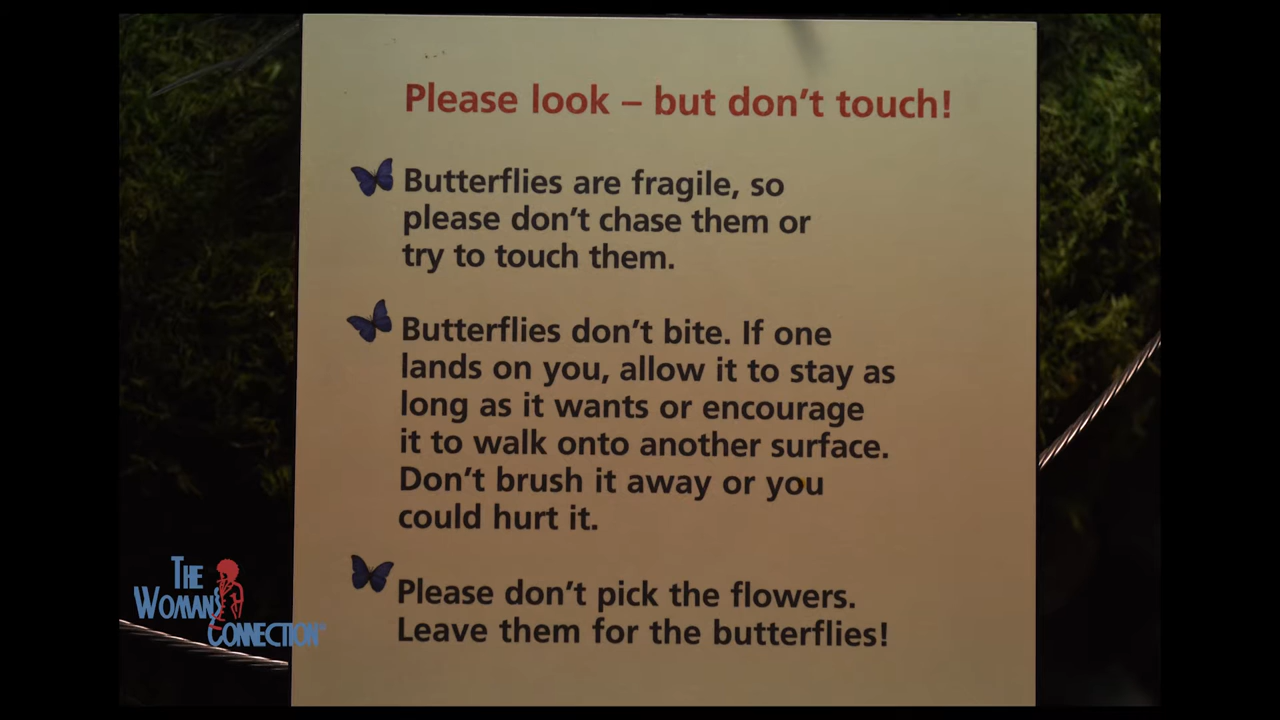 Please look – but don't touch!
Butterflies are fragile, so
please don't chase them or
try to touch them.
Butterflies don't bite. If one
lands on you, allow it to stay as
long as it wants or encourage
it to walk onto another surface.
Don't brush it away or you
could hurt it.
Please don't pick the flowers.
Leave them for the butterflies!
THE
WOMAN'S
CONNECTION